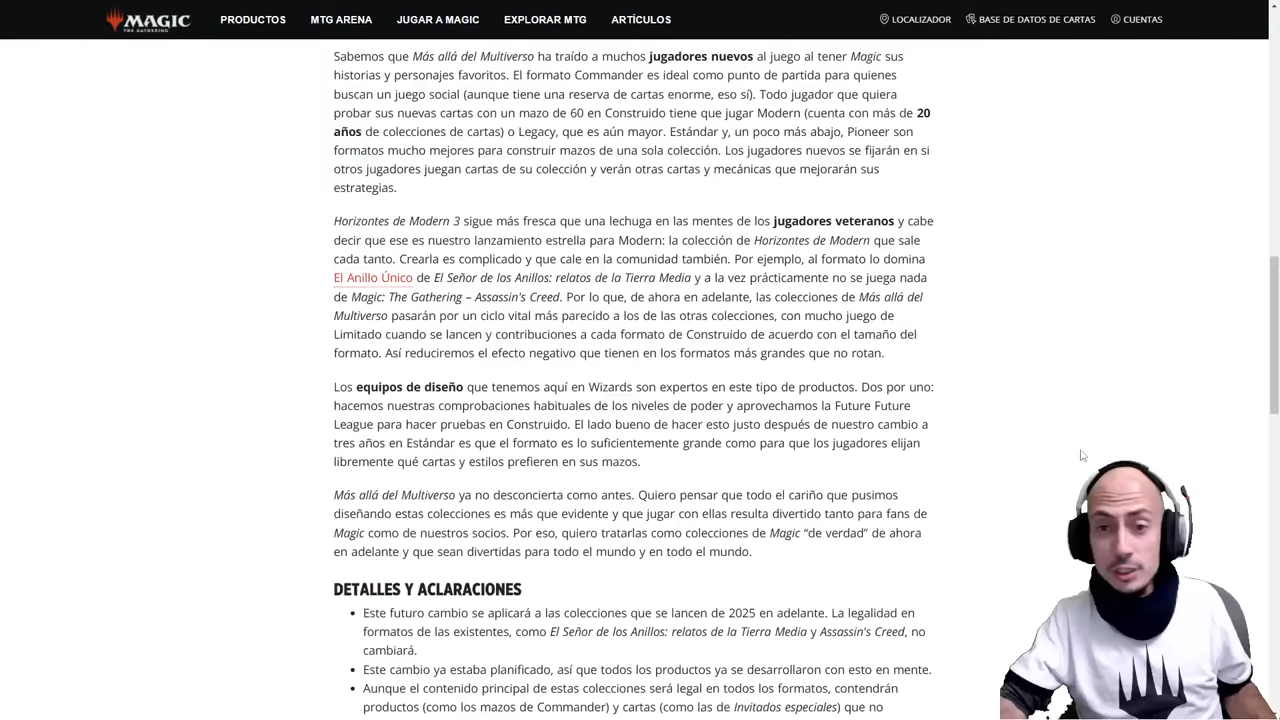 MAGIC
THE GATHERING
PRODUCTOS
MTG ARENA
JUGAR A MAGIC
EXPLORAR MTG
ARTÍCULOS
LOCALIZADOR
BASE DE DATOS DE CARTAS
CUENTAS
Sabemos que Más allá del Multiverso ha traído a muchos jugadores nuevos al juego al tener Magic sus
historias y personajes favoritos. El formato Commander es ideal como punto de partida para quienes
buscan un juego social (aunque tiene una reserva de cartas enorme, eso sí). Todo jugador que quiera
probar sus nuevas cartas con un mazo de 60 en Construido tiene que jugar Modern (cuenta con más de 20
años de colecciones de cartas) o Legacy, que es aún mayor. Estándar y, un poco más abajo, Pioneer son
formatos mucho mejores para construir mazos de una sola colección. Los jugadores nuevos se fijarán en si
otros jugadores juegan cartas de su colección y verán otras cartas y mecánicas que mejorarán sus
estrategias.
Horizontes de Modern 3 sigue más fresca que una lechuga en las mentes de los jugadores veteranos y cabe
decir que ese es nuestro lanzamiento estrella para Modern: la colección de Horizontes de Modern que sale
cada tanto. Crearla es complicado y que cale en la comunidad también. Por ejemplo, al formato lo domina
El Anillo Único de El Señor de los Anillos: relatos de la Tierra Media y a la vez prácticamente no se juega nada
de Magic: The Gathering – Assassin's Creed. Por lo que, de ahora en adelante, las colecciones de Más allá del
Multiverso pasarán por un ciclo vital más parecido a los de las otras colecciones, con mucho juego de
Limitado cuando se lancen y contribuciones a cada formato de Construido de acuerdo con el tamaño del
formato. Así reduciremos el efecto negativo que tienen en los formatos más grandes que no rotan.
Los equipos de diseño que tenemos aquí en Wizards son expertos en este tipo de productos. Dos por uno:
hacemos nuestras comprobaciones habituales de los niveles de poder y aprovechamos la Future Future
League para hacer pruebas en Construido. El lado bueno de hacer esto justo después de nuestro cambio a
tres años en Estándar es que el formato es lo suficientemente grande como para que los jugadores elijan
libremente qué cartas y estilos prefieren en sus mazos.
Más allá del Multiverso ya no desconcierta como antes. Quiero pensar que todo el cariño que pusimos
diseñando estas colecciones es más que evidente y que jugar con ellas resulta divertido tanto para fans de
Magic como de nuestros socios. Por eso, quiero tratarlas como colecciones de Magic “de verdad” de ahora
en adelante y que sean divertidas para todo el mundo y en todo el mundo.
DETALLES Y ACLARACIONES
• Este futuro cambio se aplicará a las colecciones que se lancen de 2025 en adelante. La legalidad en
formatos de las existentes, como El Señor de los Anillos: relatos de la Tierra Media y Assassin's Creed, no
cambiará.
• Este cambio ya estaba planificado, así que todos los productos ya se desarrollaron con esto en mente.
• Aunque el contenido principal de estas colecciones será legal en todos los formatos, contendrán
productos (como los mazos de Commander) y cartas (como las de Invitados especiales) que no